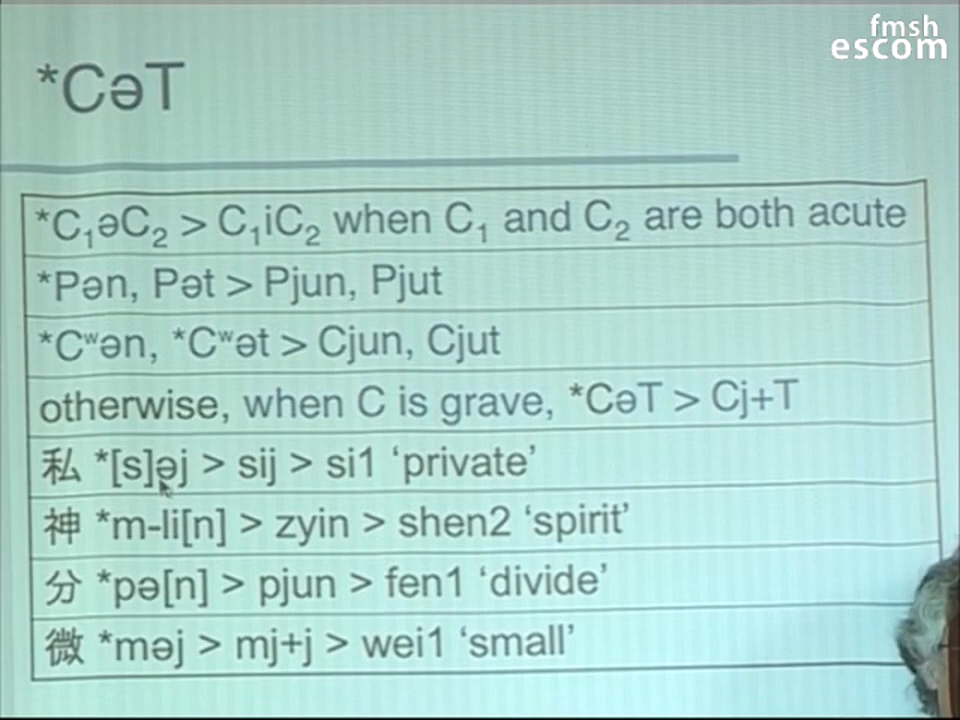 fmsh
escom
*CəT
*C₁əC₂ > C₁iC₂ when C₁ and C₂ are both acute
*Pən, Pət > Pjun, Pjut
*Cʷən, *Cʷət > Cjun, Cjut
otherwise, when C is grave, *CəT > Cj+T
私 *[s]əj > sij > si1 ‘private’
神 *m-li[n] > zyin > shen2 ‘spirit’
分 *pə[n] > pjun > fen1 ‘divide’
微 *məj > mj+j > wei1 ‘small’